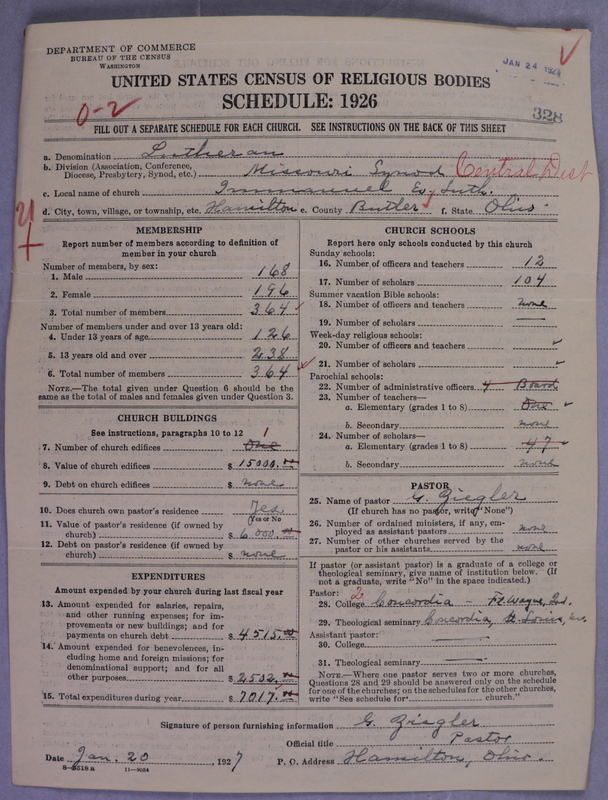 DEPARTMENT OF COMMERCE
BUREAU OF THE CENSUS
WASHINGTON
JAN 24
UNITED STATES CENSUS OF RELIGIOUS BODIES
SCHEDULE: 1926
0-2
328
FILL OUT A SEPARATE SCHEDULE FOR EACH CHURCH. SEE INSTRUCTIONS ON THE BACK OF THIS SHEET
a. Denomination Lutheran
b. Division (Association, Conference, Diocese, Presbytery, Synod, etc.) Missouri Synod Central Dist
c. Local name of church Immanuel Ev. Luth.
d. City, town, village, or township, etc. Hamilton e. County Butler f. State Ohio
MEMBERSHIP
Report number of members according to definition of
member in your church
Number of members, by sex:
1. Male 168
2. Female 196
3. Total number of members 364
Number of members under and over 13 years old:
4. Under 13 years of age 126
5. 13 years old and over 238
6. Total number of members 364
NOTE.—The total given under Question 6 should be the
same as the total of males and females given under Question 3.
CHURCH BUILDINGS
See instructions, paragraphs 10 to 12
7. Number of church edifices One 1
8. Value of church edifices $ 15000.
9. Debt on church edifices $ none
10. Does church own pastor's residence Yes
(Yes or No
11. Value of pastor's residence (if owned by
church) $ 6000
12. Debt on pastor's residence (if owned by
church) $ none
EXPENDITURES
Amount expended by your church during last fiscal year
13. Amount expended for salaries, repairs,
and other running expenses; for im-
provements or new buildings; and for
payments on church debt $ 4515.
14. Amount expended for benevolences, in-
cluding home and foreign missions; for
denominational support; and for all
other purposes $ 2502.
15. Total expenditures during year $ 7017.
CHURCH SCHOOLS
Report here only schools conducted by this church
Sunday schools:
16. Number of officers and teachers 12
17. Number of scholars 104
Summer vacation Bible schools:
18. Number of officers and teachers none
19. Number of scholars
Week-day religious schools:
20. Number of officers and teachers
21. Number of scholars
Parochial schools:
22. Number of administrative officers 4 Board
23. Number of teachers—
a. Elementary (grades 1 to 8) One
b. Secondary none
24. Number of scholars—
a. Elementary (grades 1 to 8) 47
b. Secondary none
PASTOR
25. Name of pastor G. Ziegler
(If church has no pastor, write "None")
26. Number of ordained ministers, if any, em-
ployed as assistant pastors none
27. Number of other churches served by the
pastor or his assistants none
If pastor (or assistant pastor) is a graduate of a college or
theological seminary, give name of institution below. (If
not a graduate, write "No" in the space indicated.)
Pastor: 2
28. College Concordia - Ft. Wayne, Ind.
29. Theological seminary Concordia St. Louis,
Assistant pastor:
30. College
31. Theological seminary
NOTE.—Where one pastor serves two or more churches,
Questions 28 and 29 should be answered only on the schedule
for one of the churches; on the schedules for the other churches,
write "See schedule for church."
Signature of person furnishing information G. Ziegler
Official title Pastor
Date Jan. 20, 1927 P. O. Address Hamilton, Ohio.
8-5518 a 11-9024